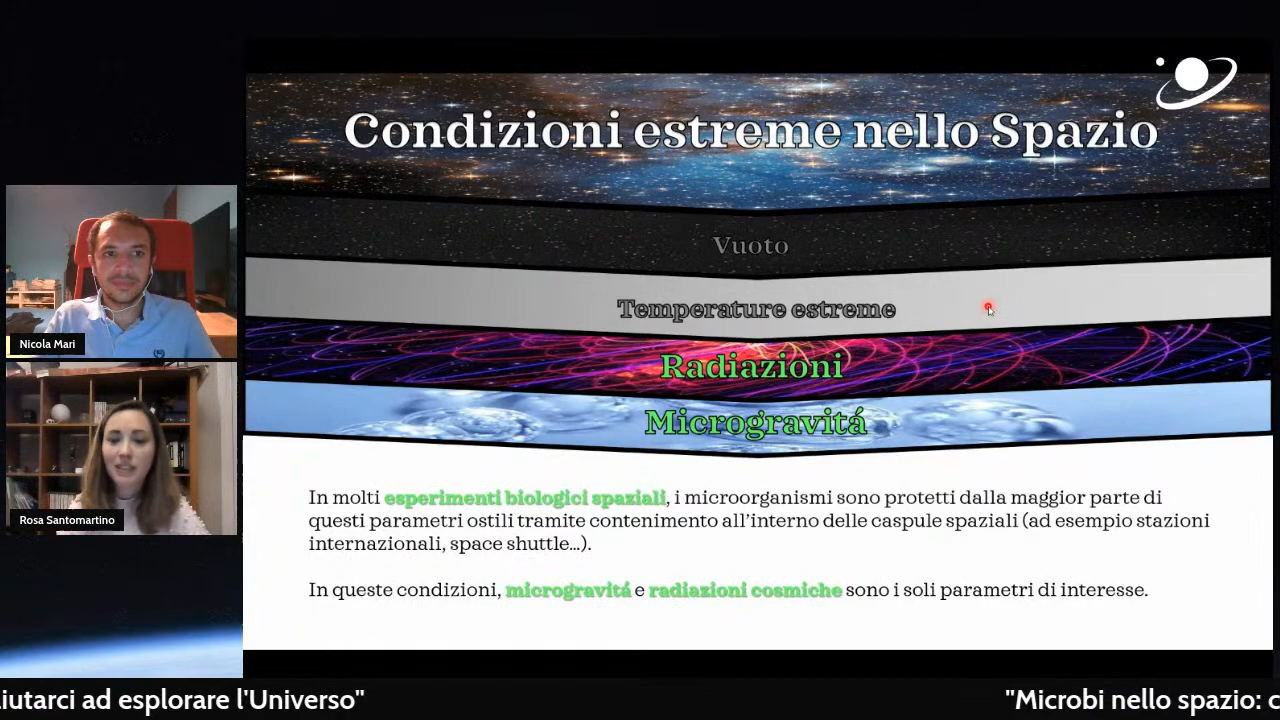 Condizioni estreme nello Spazio
Vuoto
Temperature estreme
Radiazioni
Microgravitá
In molti esperimenti biologici spaziali, i microorganismi sono protetti dalla maggior parte di
questi parametri ostili tramite contenimento all’interno delle caspule spaziali (ad esempio stazioni
internazionali, space shuttle...).
In queste condizioni, microgravitá e radiazioni cosmiche sono i soli parametri di interesse.
Nicola Mari
Rosa Santomartino
iutarci ad esplorare l'Universo"
"Microbi nello spazio: c